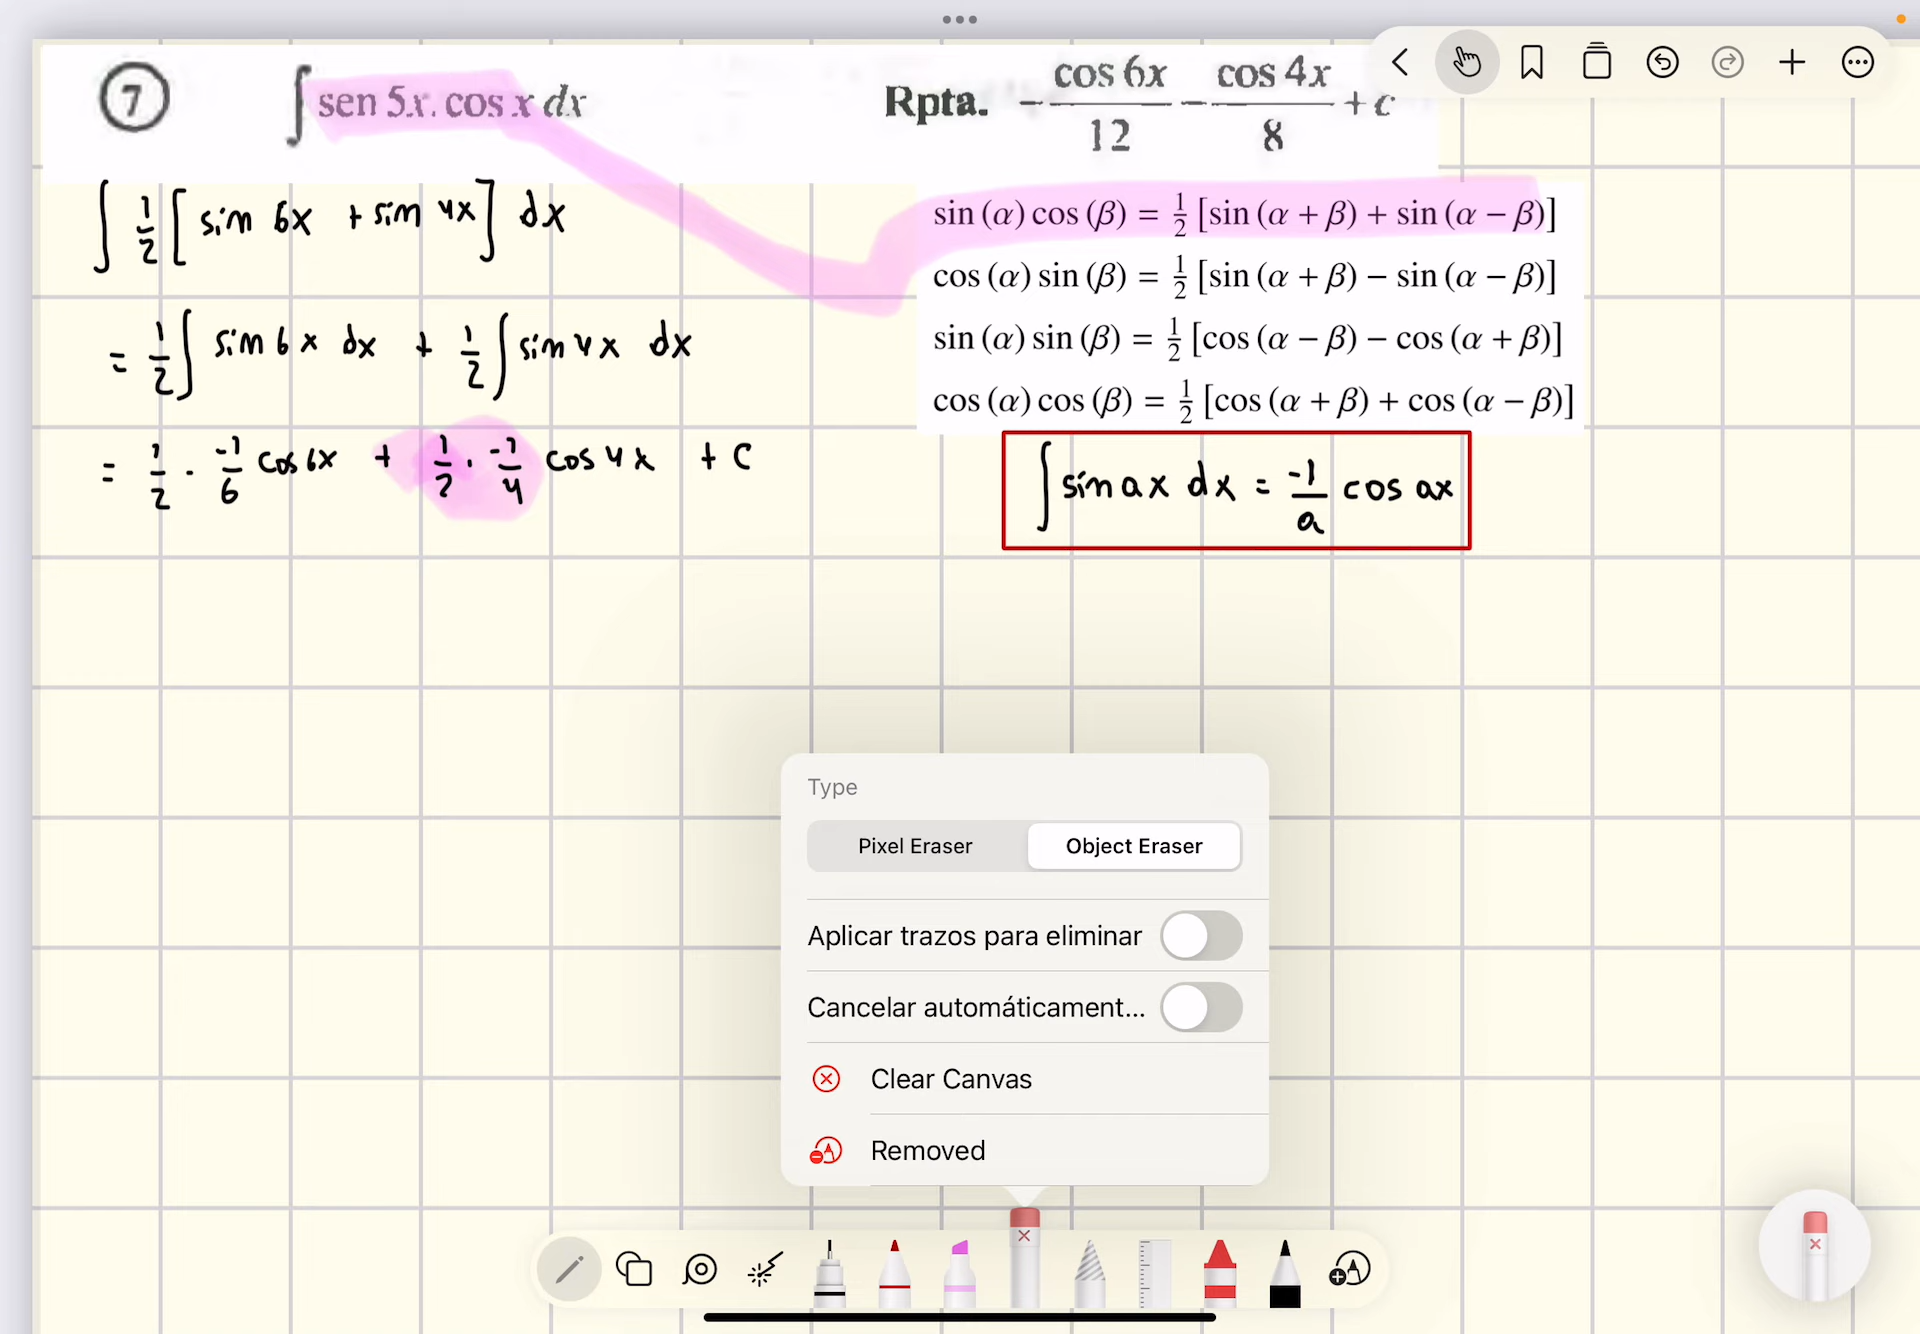 7 ∫ sen 5x. cos x dx Rpta. - cos 6x / 12 - cos 4x / 8 + c
∫ 1/2 [ sin 6x + sin 4x ] dx
= 1/2 ∫ sin 6x dx + 1/2 ∫ sin 4x dx
= 1/2 · -1/6 cos 6x + 1/2 · -1/4 cos 4x + C
sin (α) cos (β) = 1/2 [sin (α + β) + sin (α − β)]
cos (α) sin (β) = 1/2 [sin (α + β) − sin (α − β)]
sin (α) sin (β) = 1/2 [cos (α − β) − cos (α + β)]
cos (α) cos (β) = 1/2 [cos (α + β) + cos (α − β)]
∫ sin ax dx = -1/a cos ax
Type
Pixel Eraser Object Eraser
Aplicar trazos para eliminar
Cancelar automáticament...
Clear Canvas
Removed